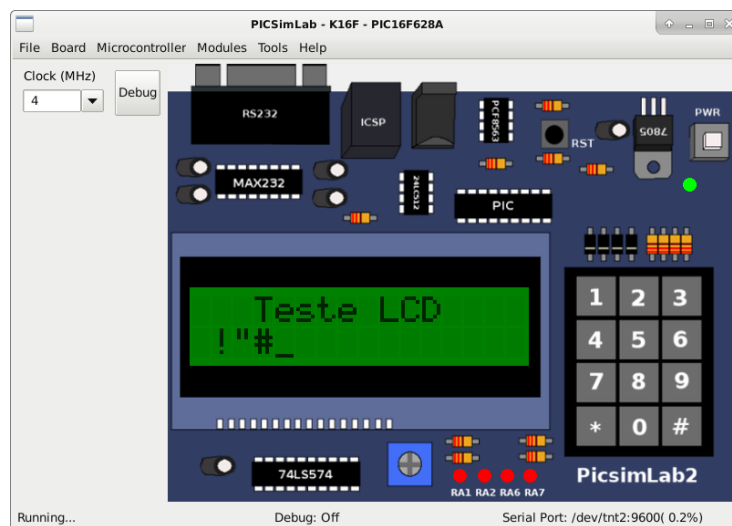 PICSimLab - K16F - PIC16F628A
File Board Microcontroller Modules Tools Help
Clock (MHz)
4
Debug
RS232
ICSP
PCF8563
RST
7805
PWR
MAX232
24LC512
PIC
Teste LCD
!"#_
1 2 3
4 5 6
7 8 9
* 0 #
74LS574
RA1 RA2 RA6 RA7
PicsimLab2
Running...
Debug: Off
Serial Port: /dev/tnt2:9600( 0.2%)